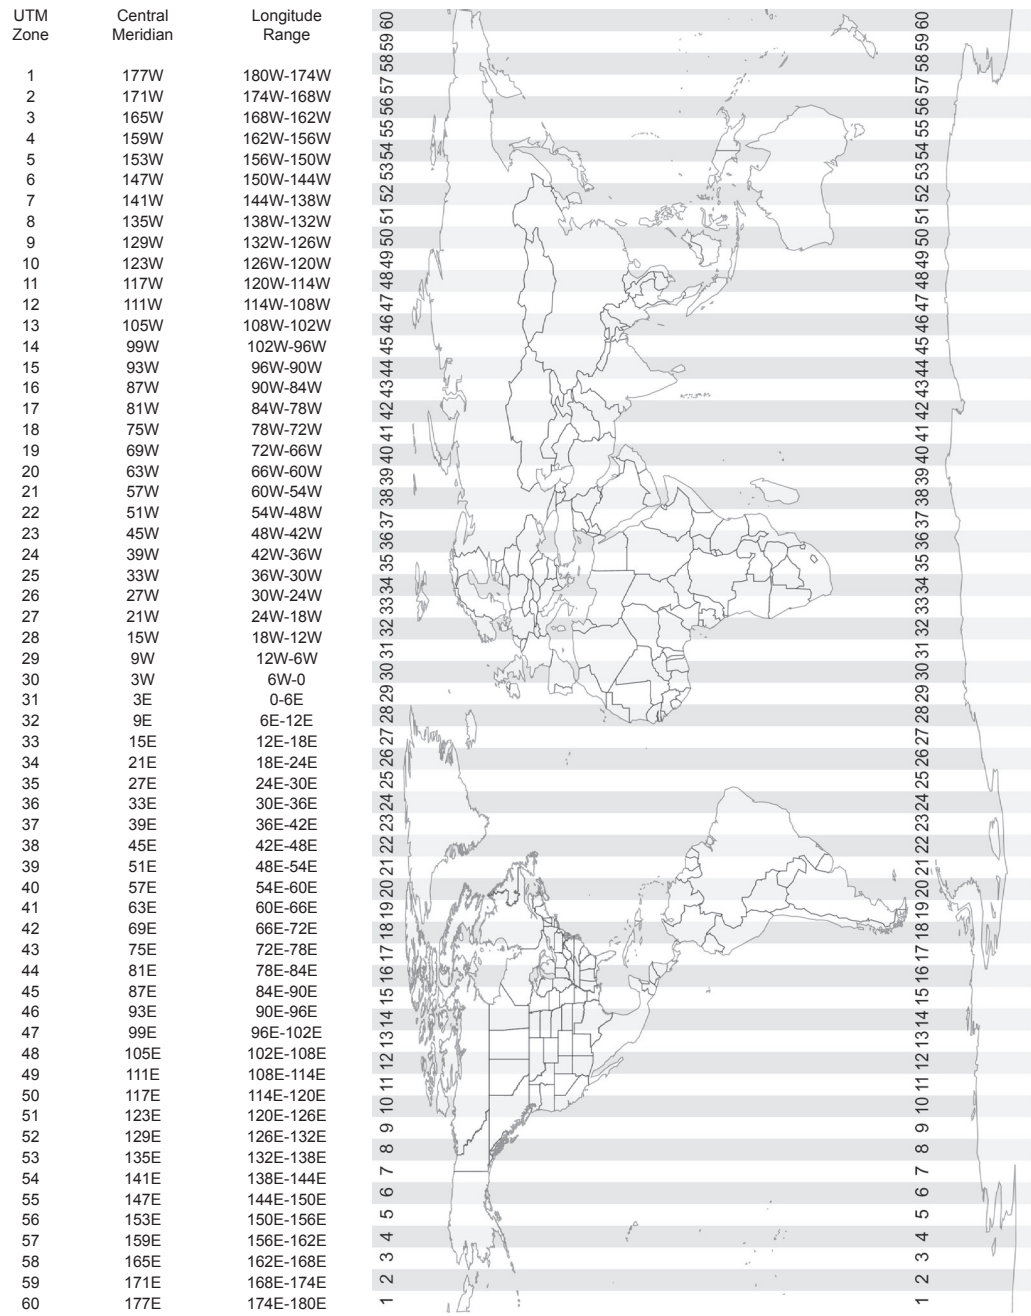 UTM Zone Central Meridian Longitude Range
1 177W 180W-174W
2 171W 174W-168W
3 165W 168W-162W
4 159W 162W-156W
5 153W 156W-150W
6 147W 150W-144W
7 141W 144W-138W
8 135W 138W-132W
9 129W 132W-126W
10 123W 126W-120W
11 117W 120W-114W
12 111W 114W-108W
13 105W 108W-102W
14 99W 102W-96W
15 93W 96W-90W
16 87W 90W-84W
17 81W 84W-78W
18 75W 78W-72W
19 69W 72W-66W
20 63W 66W-60W
21 57W 60W-54W
22 51W 54W-48W
23 45W 48W-42W
24 39W 42W-36W
25 33W 36W-30W
26 27W 30W-24W
27 21W 24W-18W
28 15W 18W-12W
29 9W 12W-6W
30 3W 6W-0
31 3E 0-6E
32 9E 6E-12E
33 15E 12E-18E
34 21E 18E-24E
35 27E 24E-30E
36 33E 30E-36E
37 39E 36E-42E
38 45E 42E-48E
39 51E 48E-54E
40 57E 54E-60E
41 63E 60E-66E
42 69E 66E-72E
43 75E 72E-78E
44 81E 78E-84E
45 87E 84E-90E
46 93E 90E-96E
47 99E 96E-102E
48 105E 102E-108E
49 111E 108E-114E
50 117E 114E-120E
51 123E 120E-126E
52 129E 126E-132E
53 135E 132E-138E
54 141E 138E-144E
55 147E 144E-150E
56 153E 150E-156E
57 159E 156E-162E
58 165E 162E-168E
59 171E 168E-174E
60 177E 174E-180E
1 2 3 4 5 6 7 8 9 10 11 12 13 14 15 16 17 18 19 20 21 22 23 24 25 26 27 28 29 30 31 32 33 34 35 36 37 38 39 40 41 42 43 44 45 46 47 48 49 50 51 52 53 54 55 56 57 58 59 60
1 2 3 4 5 6 7 8 9 10 11 12 13 14 15 16 17 18 19 20 21 22 23 24 25 26 27 28 29 30 31 32 33 34 35 36 37 38 39 40 41 42 43 44 45 46 47 48 49 50 51 52 53 54 55 56 57 58 59 60